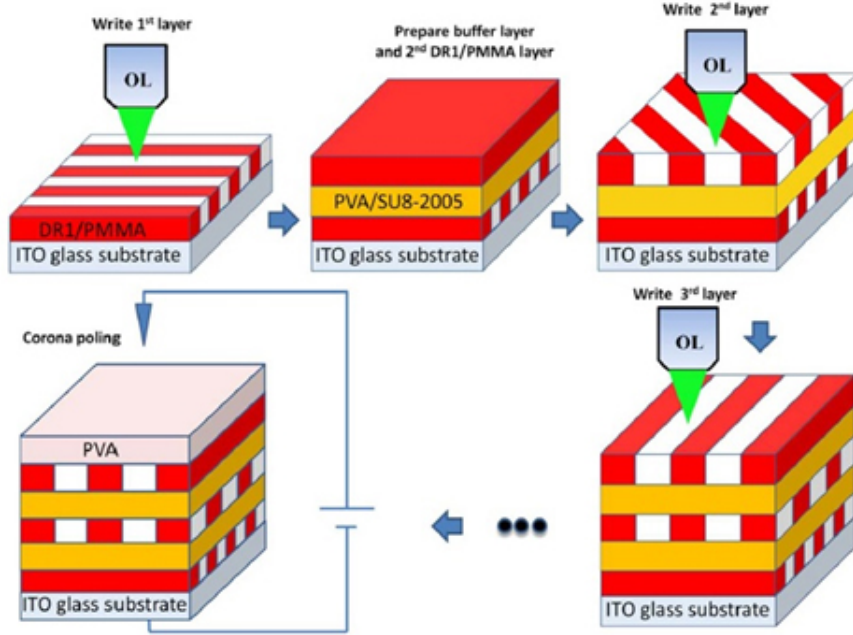 Write 1st layer
OL
DR1/PMMA
ITO glass substrate
Prepare buffer layer
and 2nd DR1/PMMA layer
PVA/SU8-2005
ITO glass substrate
Write 2nd layer
OL
ITO glass substrate
Write 3rd layer
OL
ITO glass substrate
Corona poling
PVA
ITO glass substrate